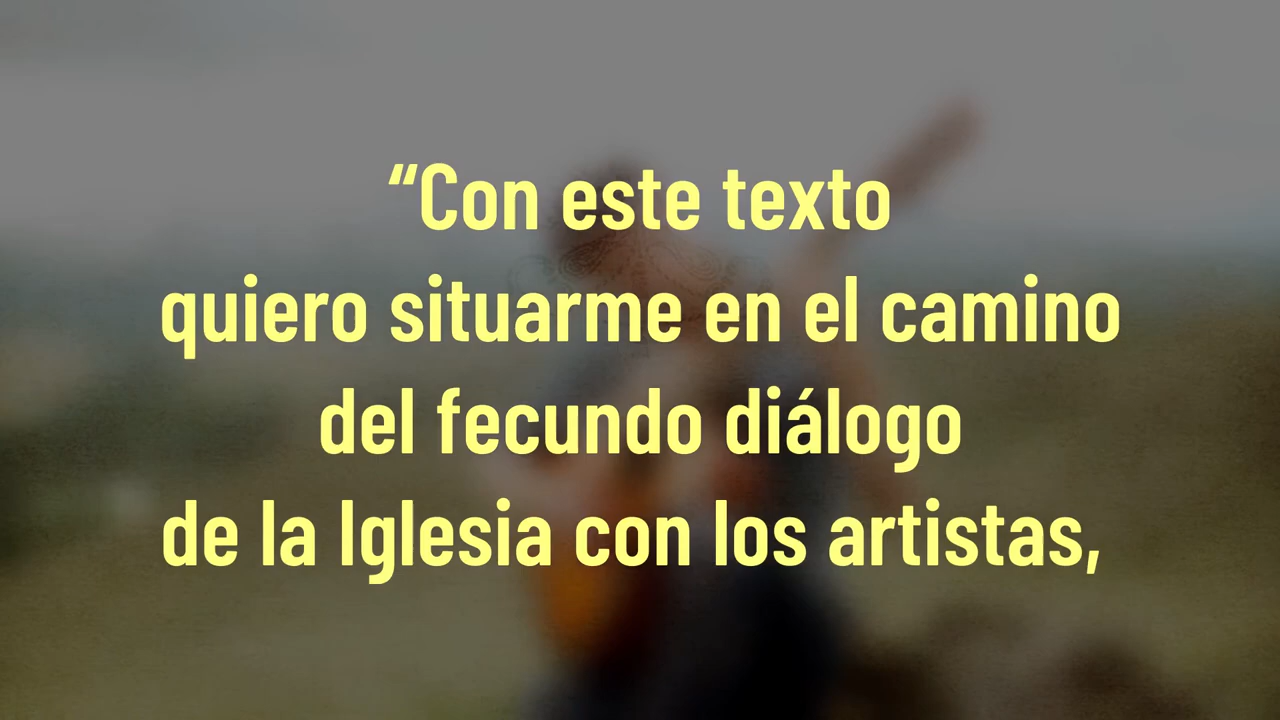 “Con este texto
quiero situarme en el camino
del fecundo diálogo
de la Iglesia con los artistas,